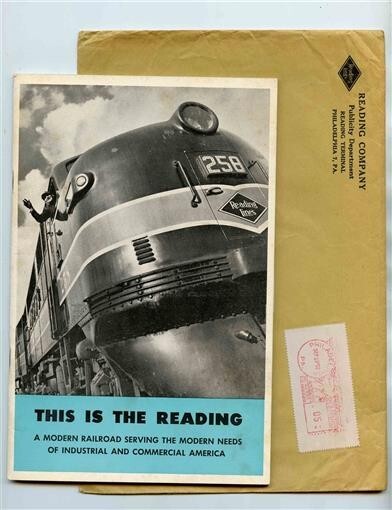 258
Reading
Lines
THIS IS THE READING
A MODERN RAILROAD SERVING THE MODERN NEEDS
OF INDUSTRIAL AND COMMERCIAL AMERICA
READING COMPANY
Publicity Department
READING TERMINAL
PHILADELPHIA 7, PA.